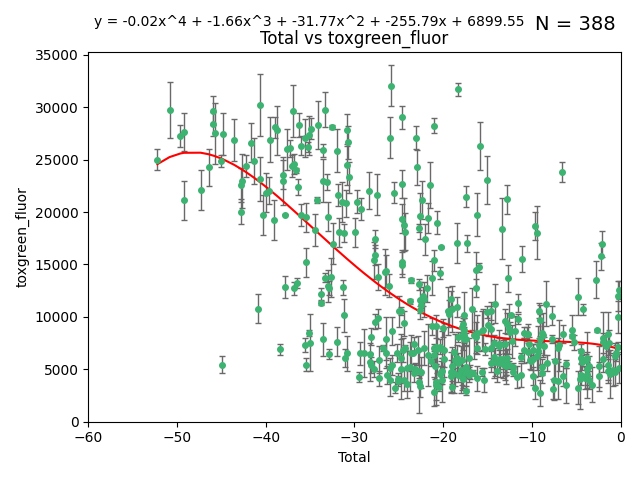 y = -0.02x^4 + -1.66x^3 + -31.77x^2 + -255.79x + 6899.55 N = 388
Total vs toxgreen_fluor
35000
30000
25000
20000
15000
10000
5000
0
toxgreen_fluor
−60 −50 −40 −30 −20 −10 0
Total